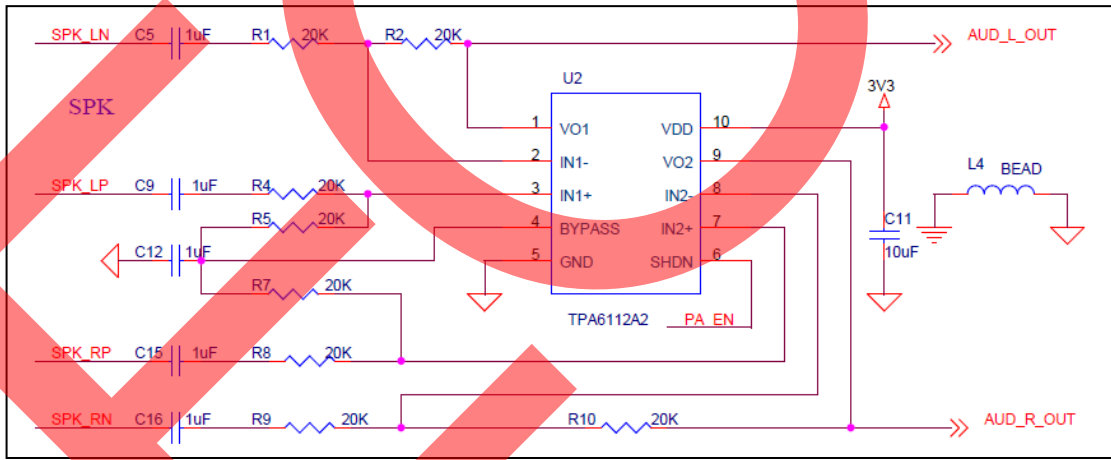 SPK_LN C5 1uF R1 20K R2 20K AUD_L_OUT
U2
3V3
SPK
1 VO1 VDD 10
2 IN1- VO2 9
L4 BEAD
SPK_LP C9 1uF R4 20K 3 IN1+ IN2- 8
R5 20K 4 BYPASS IN2+ 7 C11
C12 1uF 5 GND SHDN 6 10uF
R7 20K
TPA6112A2 PA_EN
SPK_RP C15 1uF R8 20K
SPK_RN C16 1uF R9 20K R10 20K AUD_R_OUT